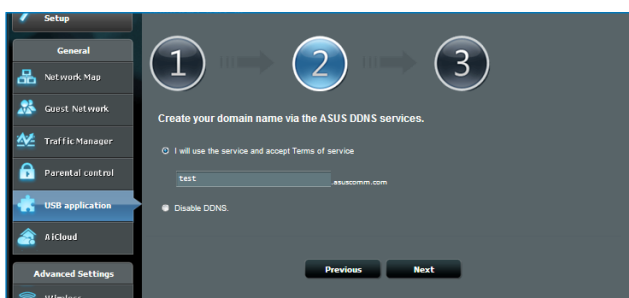 Setup
General
Network Map
Guest Network
Traffic Manager
Parental control
USB application
AiCloud
Advanced Settings
Wireless
1
2
3
Create your domain name via the ASUS DDNS services.
I will use the service and accept Terms of service
test .asuscomm.com
Disable DDNS.
Previous
Next